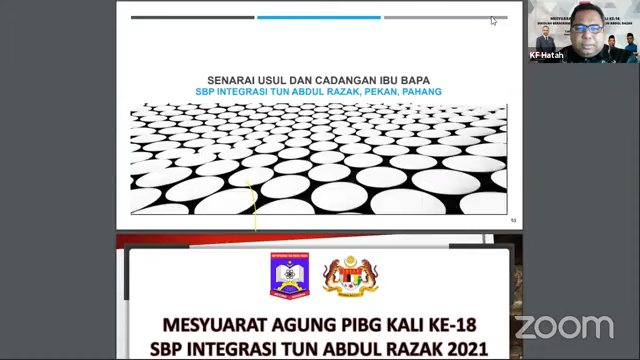 SENARAI USUL DAN CADANGAN IBU BAPA
SBP INTEGRASI TUN ABDUL RAZAK, PEKAN, PAHANG
MESYUARAT AGUNG PIBG KALI KE-18
SBP INTEGRASI TUN ABDUL RAZAK 2021
KF Hatah
zoom